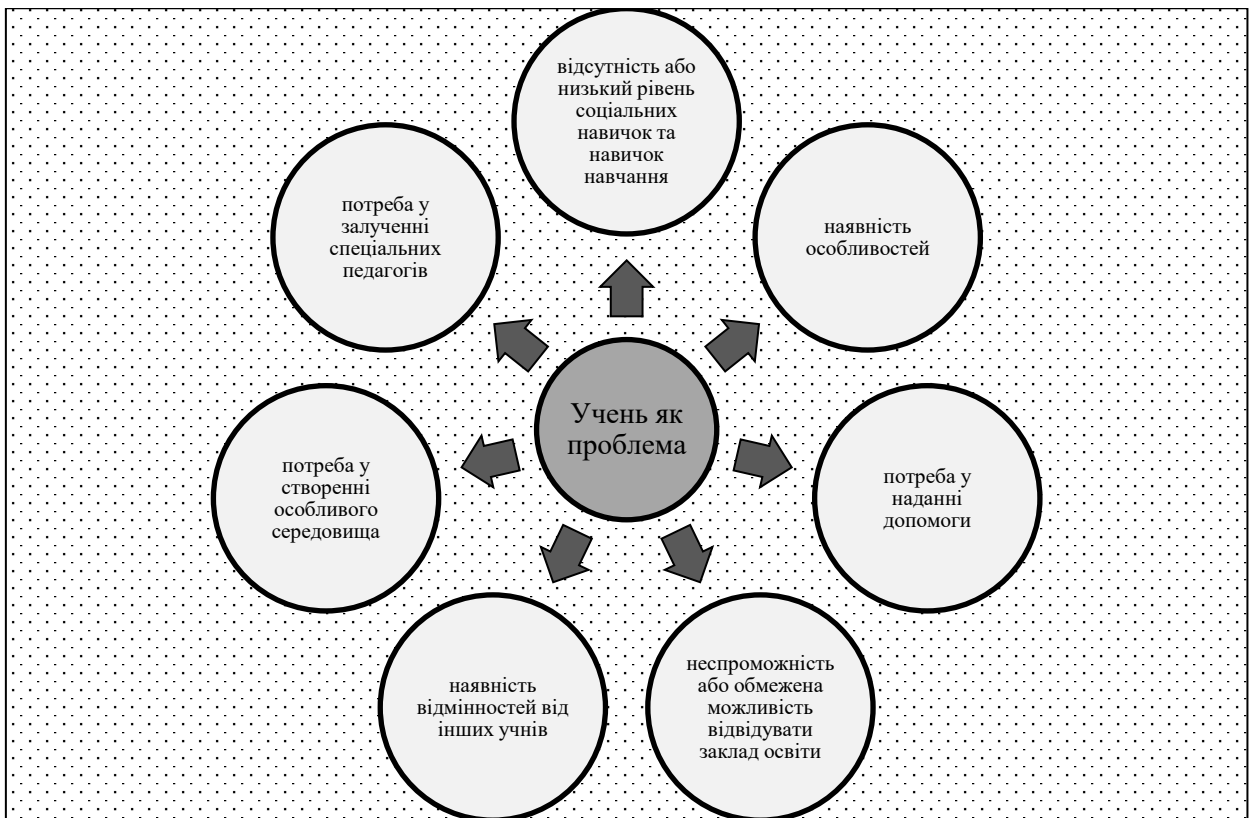 відсутність або
низький рівень
соціальних
навичок та
навичок
навчання
наявність
особливостей
потреба у
наданні
допомоги
неспроможність
або обмежена
можливість
відвідувати
заклад освіти
наявність
відмінностей від
інших учнів
потреба у
створенні
особливого
середовища
потреба у
залученні
спеціальних
педагогів
Учень як
проблема